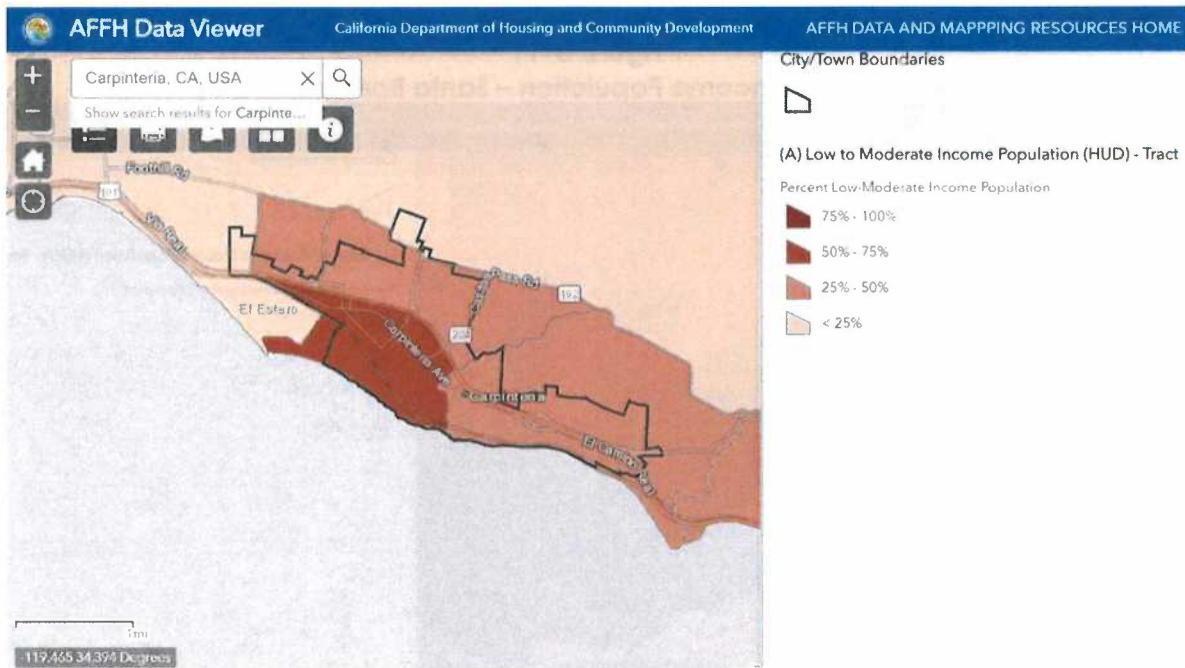 AFFH Data Viewer
California Department of Housing and Community Development
AFFH DATA AND MAPPPING RESOURCES HOME
+
Carpinteria, CA, USA
Show search results for Carpinte...
i
Foothill Rd
101
Via Real
El Estero
Carpinteria Ave
Carpinteria
El Camino Real
192
1mi
-119.465 34.394 Degrees
City/Town Boundaries
(A) Low to Moderate Income Population (HUD) - Tract
Percent Low-Moderate Income Population
75% - 100%
50% - 75%
25% - 50%
< 25%